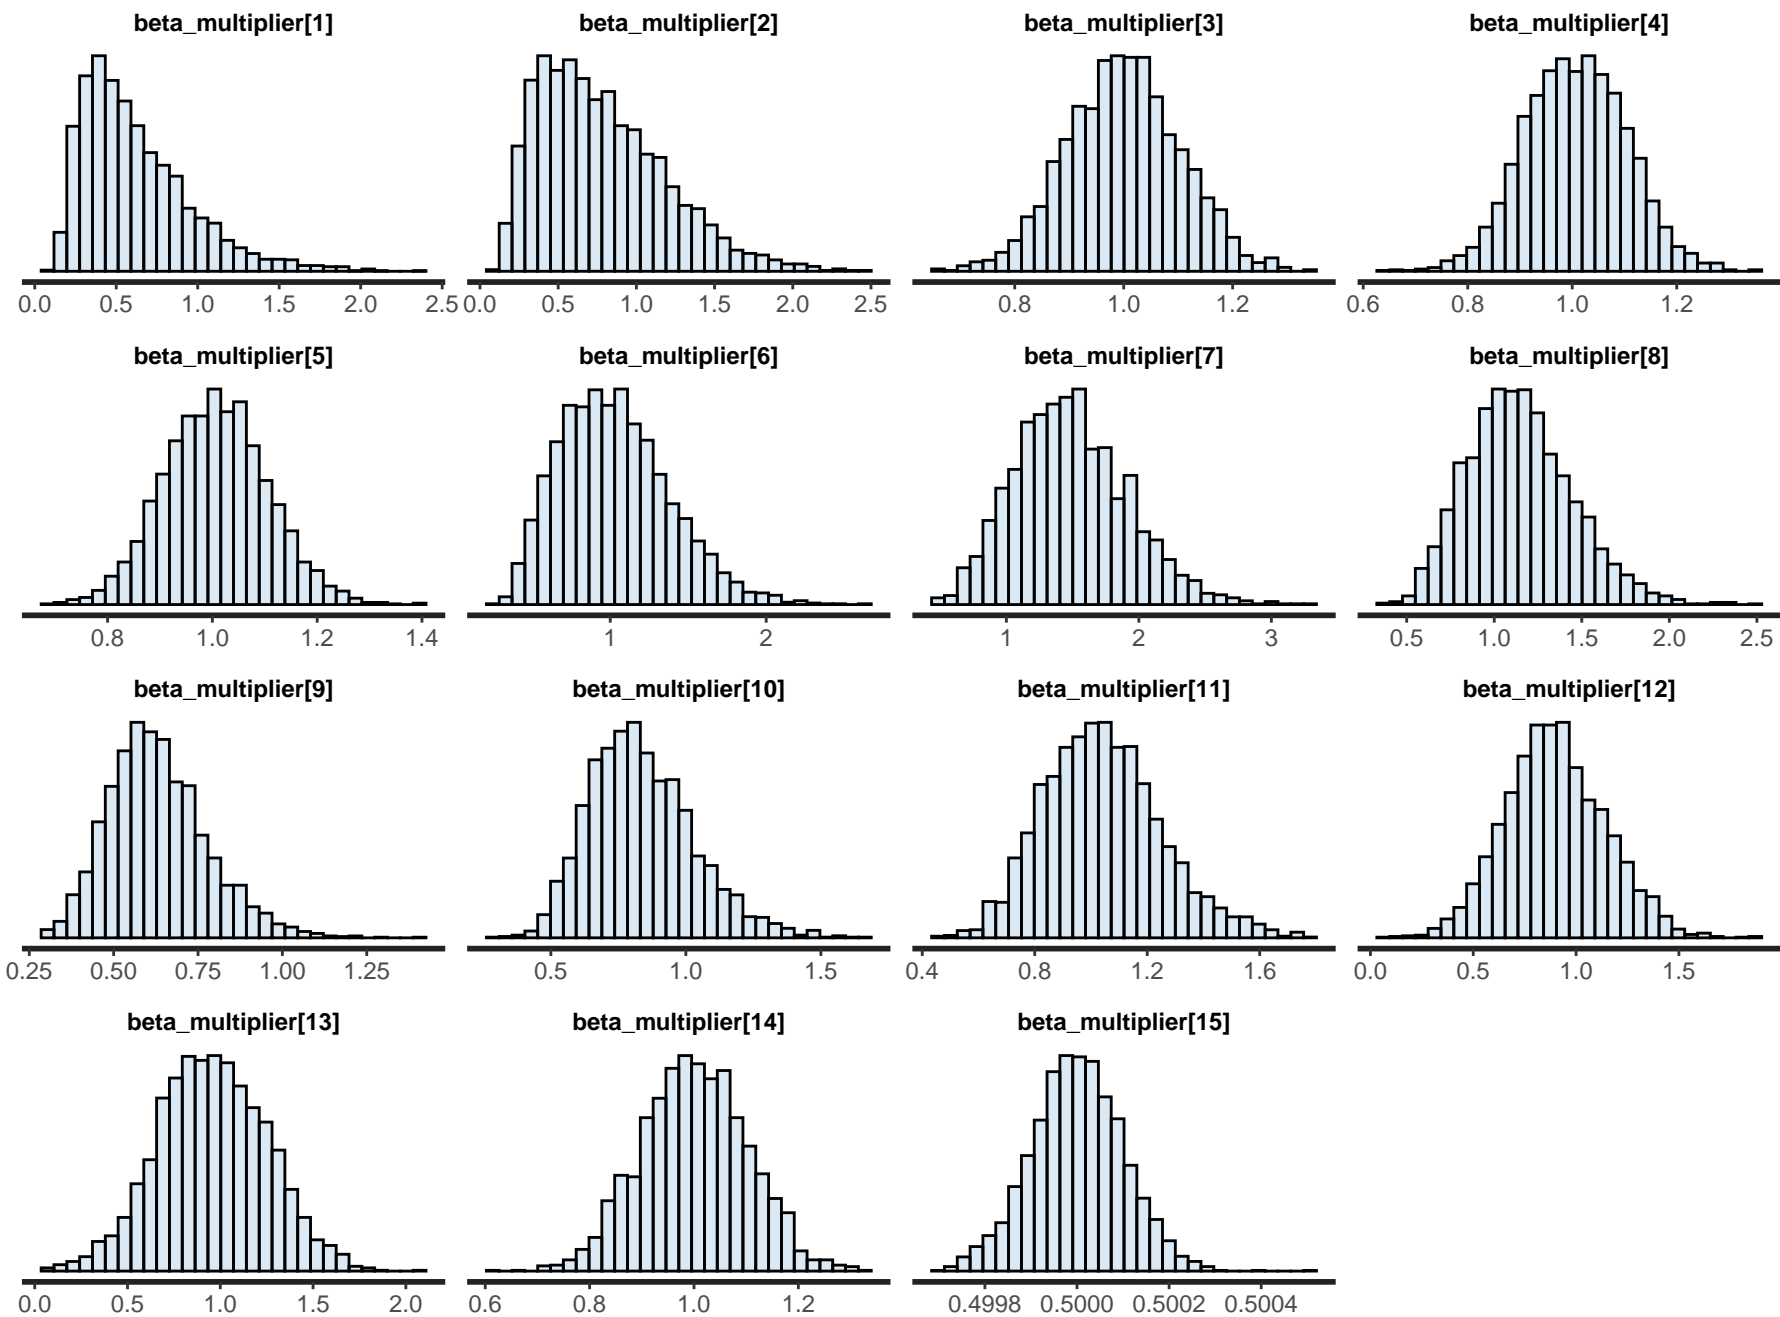 beta_multiplier[1] beta_multiplier[2] beta_multiplier[3] beta_multiplier[4]
0.0 0.5 1.0 1.5 2.0 2.5 0.0 0.5 1.0 1.5 2.0 2.5 0.8 1.0 1.2 0.6 0.8 1.0 1.2
beta_multiplier[5] beta_multiplier[6] beta_multiplier[7] beta_multiplier[8]
0.8 1.0 1.2 1.4 1 2 1 2 3 0.5 1.0 1.5 2.0 2.5
beta_multiplier[9] beta_multiplier[10] beta_multiplier[11] beta_multiplier[12]
0.25 0.50 0.75 1.00 1.25 0.5 1.0 1.5 0.4 0.8 1.2 1.6 0.0 0.5 1.0 1.5
beta_multiplier[13] beta_multiplier[14] beta_multiplier[15]
0.0 0.5 1.0 1.5 2.0 0.6 0.8 1.0 1.2 0.4998 0.5000 0.5002 0.5004